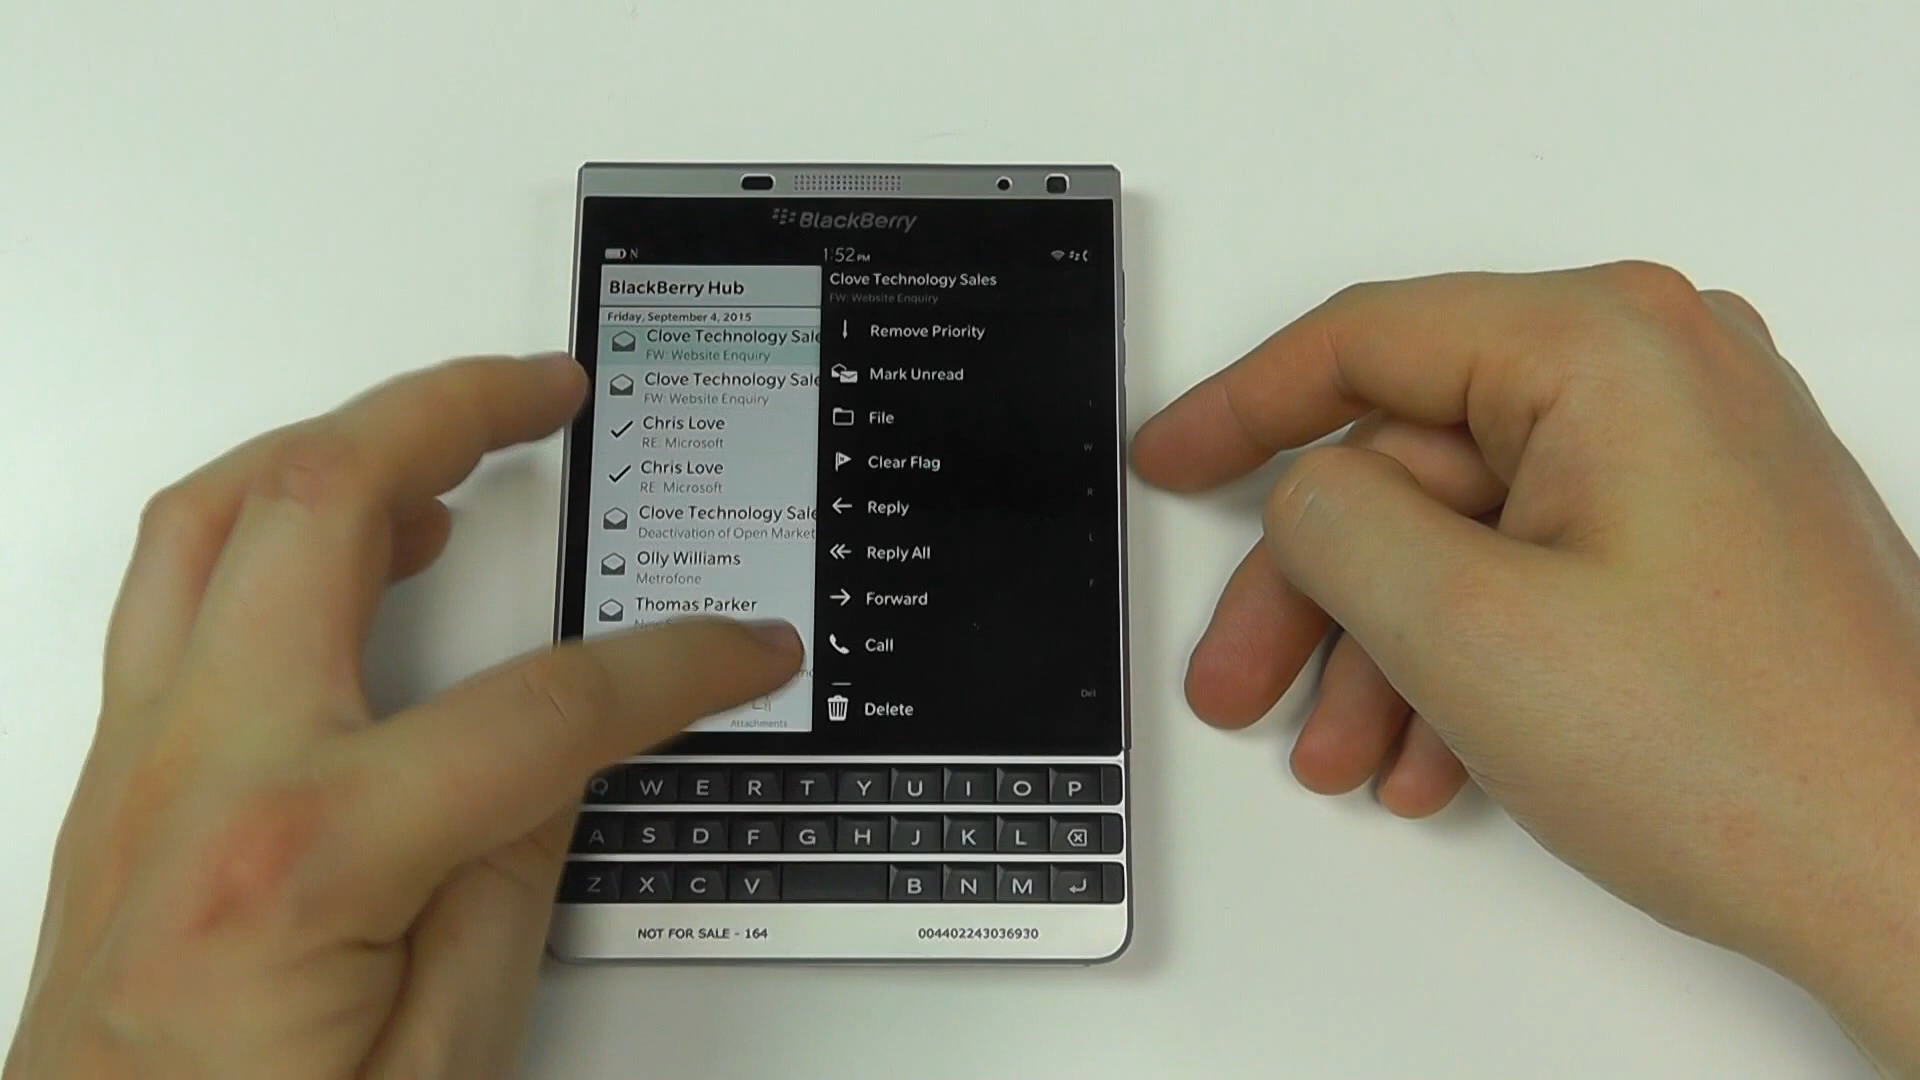 BlackBerry
N
1:52PM
BlackBerry Hub
Friday, September 4, 2015
Clove Technology Sale
FW: Website Enquiry
Clove Technology Sale
FW: Website Enquiry
Chris Love
RE: Microsoft
Chris Love
RE: Microsoft
Clove Technology Sale
Deactivation of Open Market
Olly Williams
Metrofone
Thomas Parker
Attachments
Clove Technology Sales
FW: Website Enquiry
Remove Priority
Mark Unread
File
Clear Flag
W
Reply
R
Reply All
L
Forward
F
Call
Delete
Del
Q W E R T Y U I O P
A S D F G H J K L
Z X C V B N M
NOT FOR SALE - 164
004402243036930